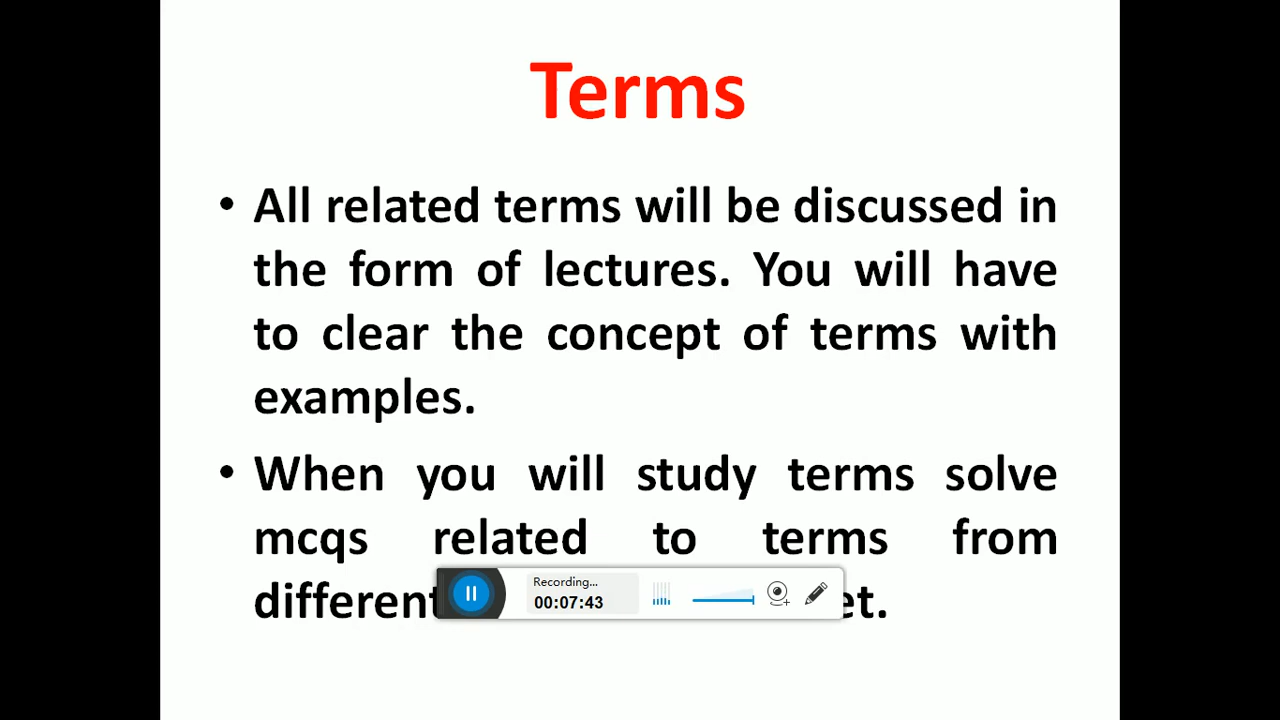 Terms
• All related terms will be discussed in
the form of lectures. You will have
to clear the concept of terms with
examples.
• When you will study terms solve
mcqs related to terms from
different
Recording...
00:07:43